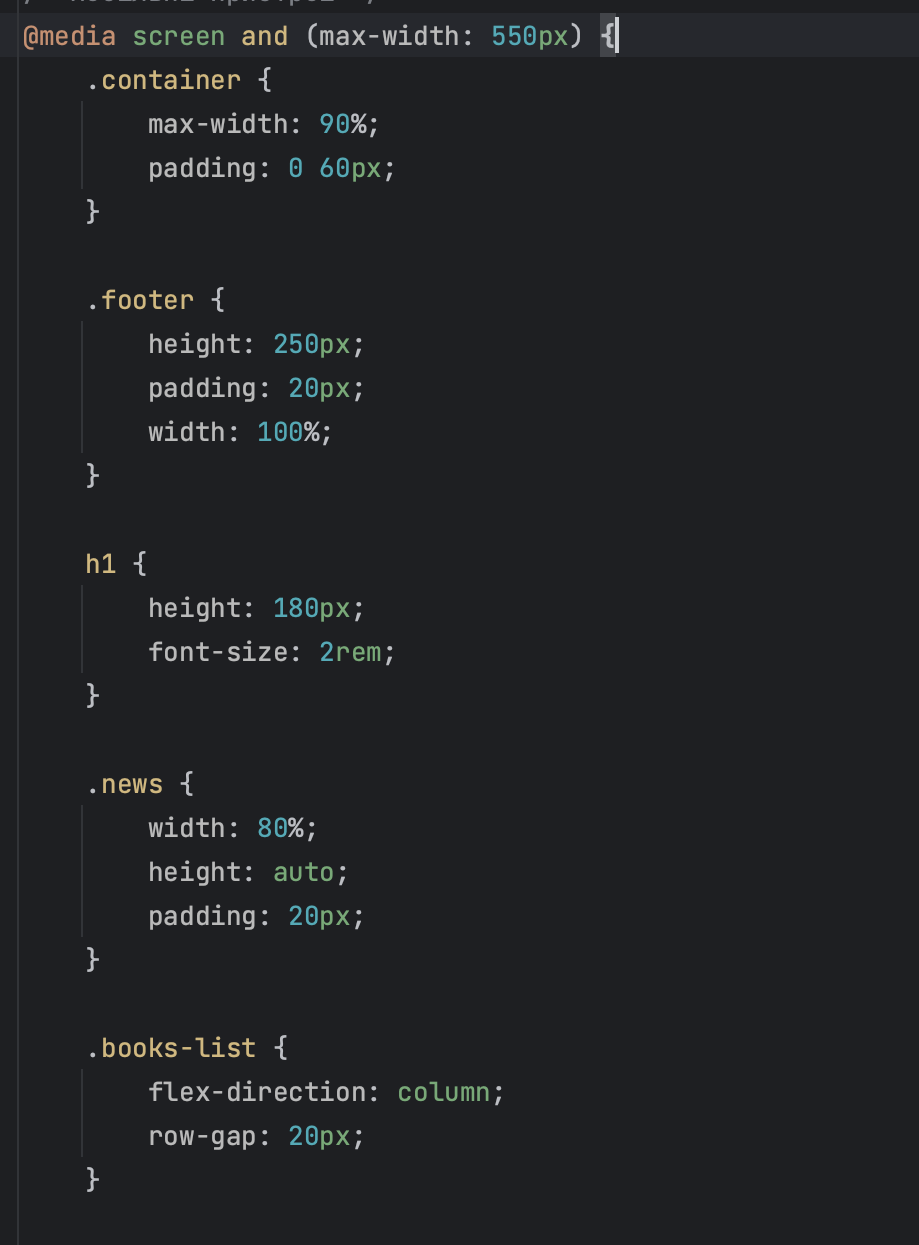 @media screen and (max-width: 550px) {
    .container {
        max-width: 90%;
        padding: 0 60px;
    }

    .footer {
        height: 250px;
        padding: 20px;
        width: 100%;
    }

    h1 {
        height: 180px;
        font-size: 2rem;
    }

    .news {
        width: 80%;
        height: auto;
        padding: 20px;
    }

    .books-list {
        flex-direction: column;
        row-gap: 20px;
    }